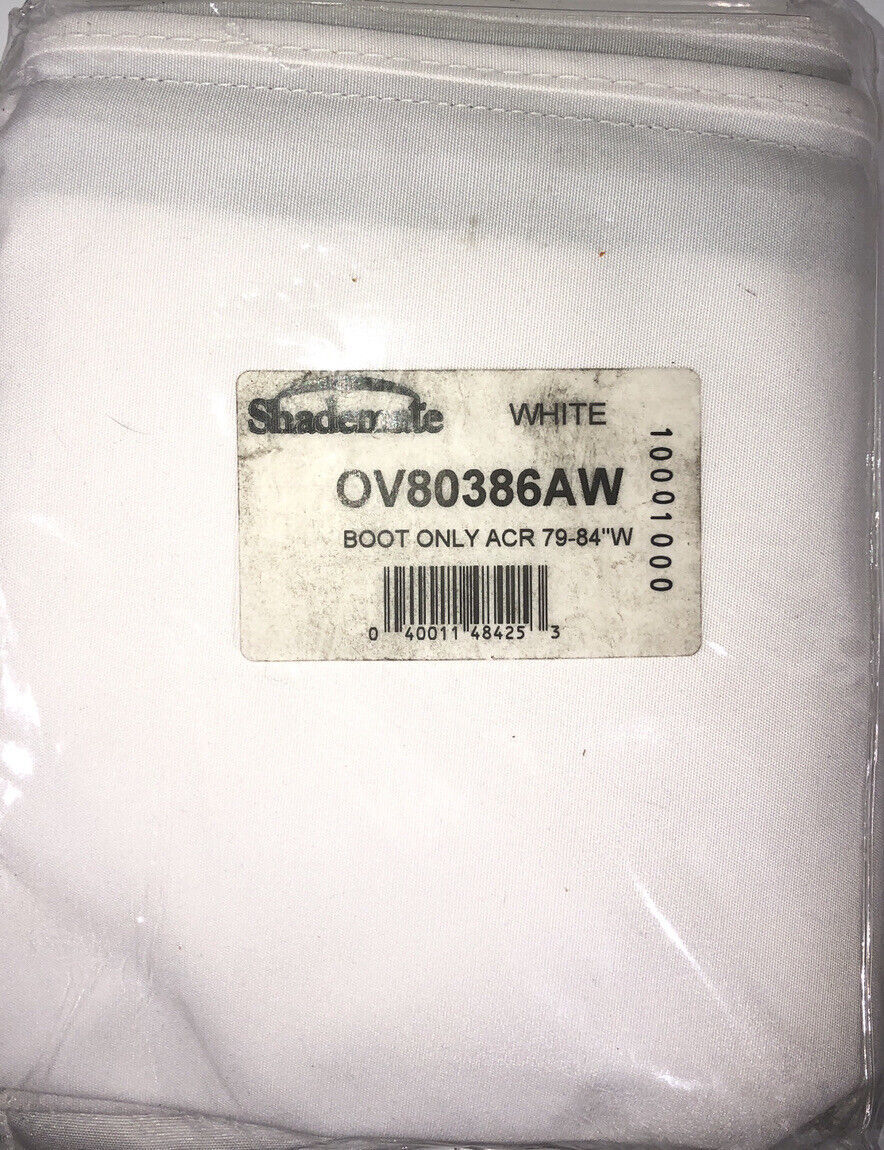 Shademate WHITE
OV80386AW
BOOT ONLY ACR 79-84"W
0 40011 48425 3
10001000